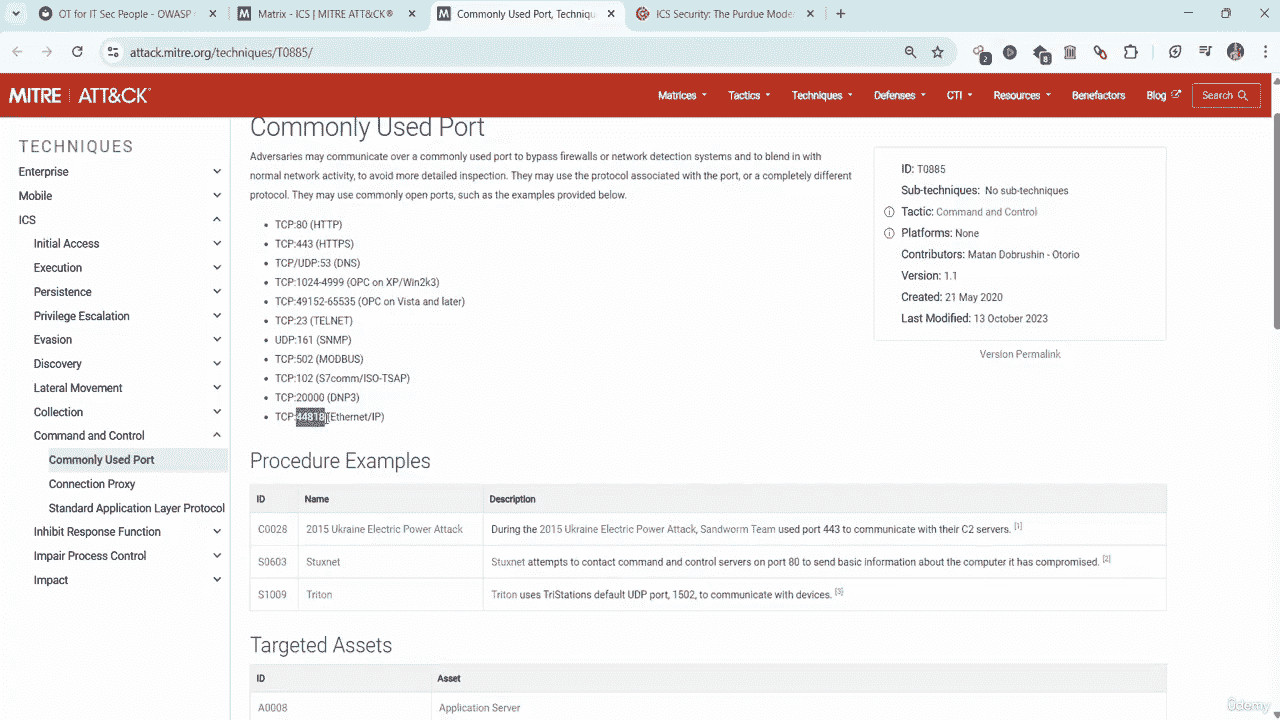 OT for IT Sec People - OWASP
Matrix - ICS | MITRE ATT&CK®
Commonly Used Port, Techniqu
ICS Security: The Purdue Mode
attack.mitre.org/techniques/T0885/
2
8
MITRE | ATT&CK®
Matrices
Tactics
Techniques
Defenses
CTI
Resources
Benefactors
Blog
Search
TECHNIQUES
Enterprise
Mobile
ICS
Initial Access
Execution
Persistence
Privilege Escalation
Evasion
Discovery
Lateral Movement
Collection
Command and Control
Commonly Used Port
Connection Proxy
Standard Application Layer Protocol
Inhibit Response Function
Impair Process Control
Impact
Commonly Used Port
Adversaries may communicate over a commonly used port to bypass firewalls or network detection systems and to blend in with
normal network activity, to avoid more detailed inspection. They may use the protocol associated with the port, or a completely different
protocol. They may use commonly open ports, such as the examples provided below.
TCP:80 (HTTP)
TCP:443 (HTTPS)
TCP/UDP:53 (DNS)
TCP:1024-4999 (OPC on XP/Win2k3)
TCP:49152-65535 (OPC on Vista and later)
TCP:23 (TELNET)
UDP:161 (SNMP)
TCP:502 (MODBUS)
TCP:102 (S7comm/ISO-TSAP)
TCP:20000 (DNP3)
TCP:44818 (Ethernet/IP)
ID: T0885
Sub-techniques: No sub-techniques
Tactic: Command and Control
Platforms: None
Contributors: Matan Dobrushin - Otorio
Version: 1.1
Created: 21 May 2020
Last Modified: 13 October 2023
Version Permalink
Procedure Examples
ID Name Description
C0028 2015 Ukraine Electric Power Attack During the 2015 Ukraine Electric Power Attack, Sandworm Team used port 443 to communicate with their C2 servers. [1]
S0603 Stuxnet Stuxnet attempts to contact command and control servers on port 80 to send basic information about the computer it has compromised. [2]
S1009 Triton Triton uses TriStations default UDP port, 1502, to communicate with devices. [3]
Targeted Assets
ID Asset
A0008 Application Server
Udemy